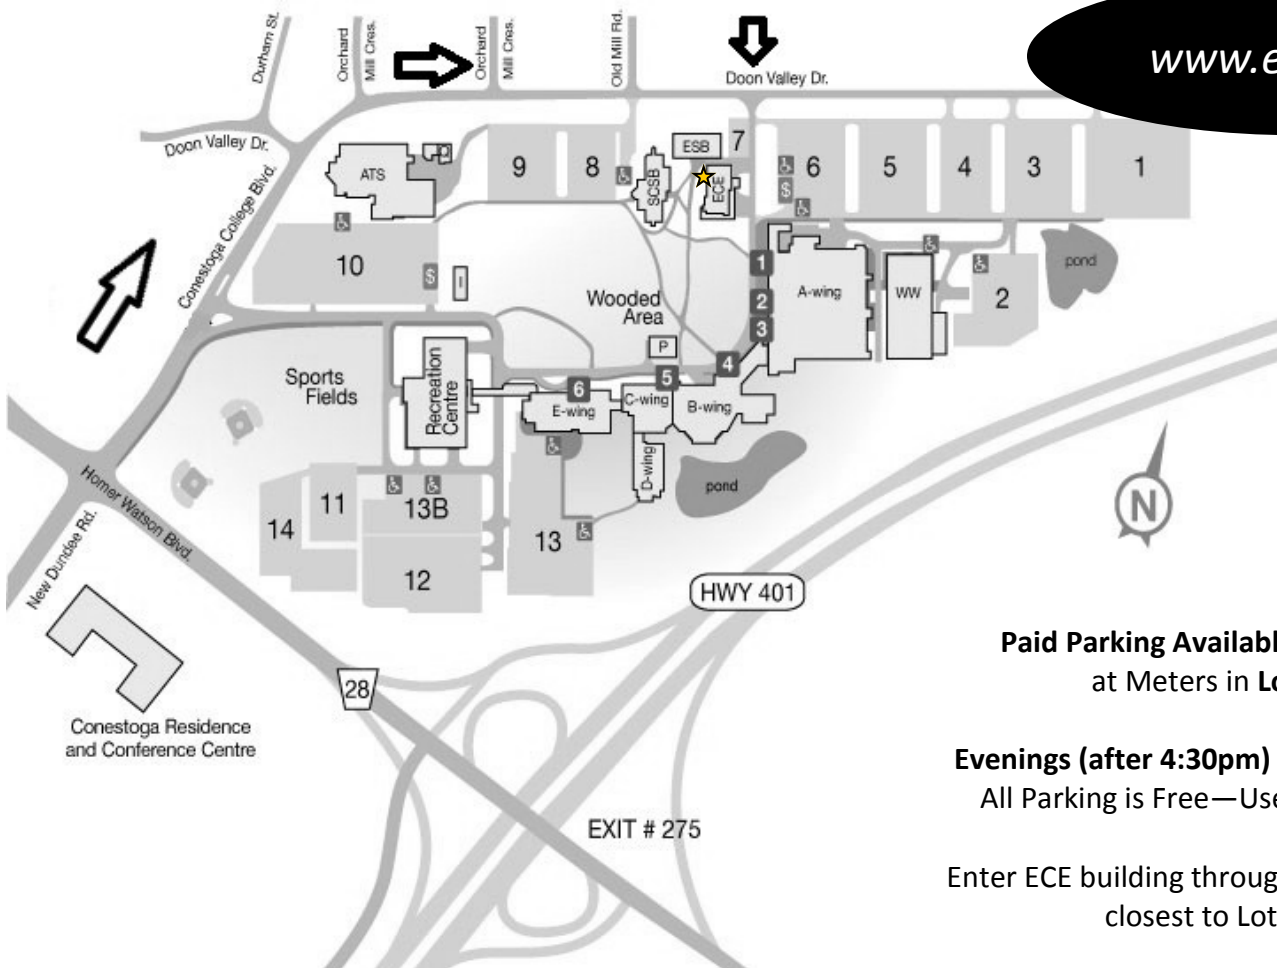 Durham St.
Orchard
Mill Cres.
Orchard
Mill Cres.
Old Mill Rd.
Doon Valley Dr.
www.e
Doon Valley Dr.
Conestoga College Blvd.
ATS
9
8
SCSB
ESB
ECE
7
6
5
4
3
1
$
10
$
I
Wooded
Area
P
1
2
3
4
5
6
A-wing
WW
2
pond
Sports
Fields
Recreation
Centre
E-wing
C-wing
B-wing
D-wing
pond
14
11
13B
12
13
Homer Watson Blvd.
New Dundee Rd.
N
HWY 401
28
Conestoga Residence
and Conference Centre
EXIT # 275
Paid Parking Availabl
at Meters in Lo
Evenings (after 4:30pm)
All Parking is Free—Use
Enter ECE building throug
closest to Lot